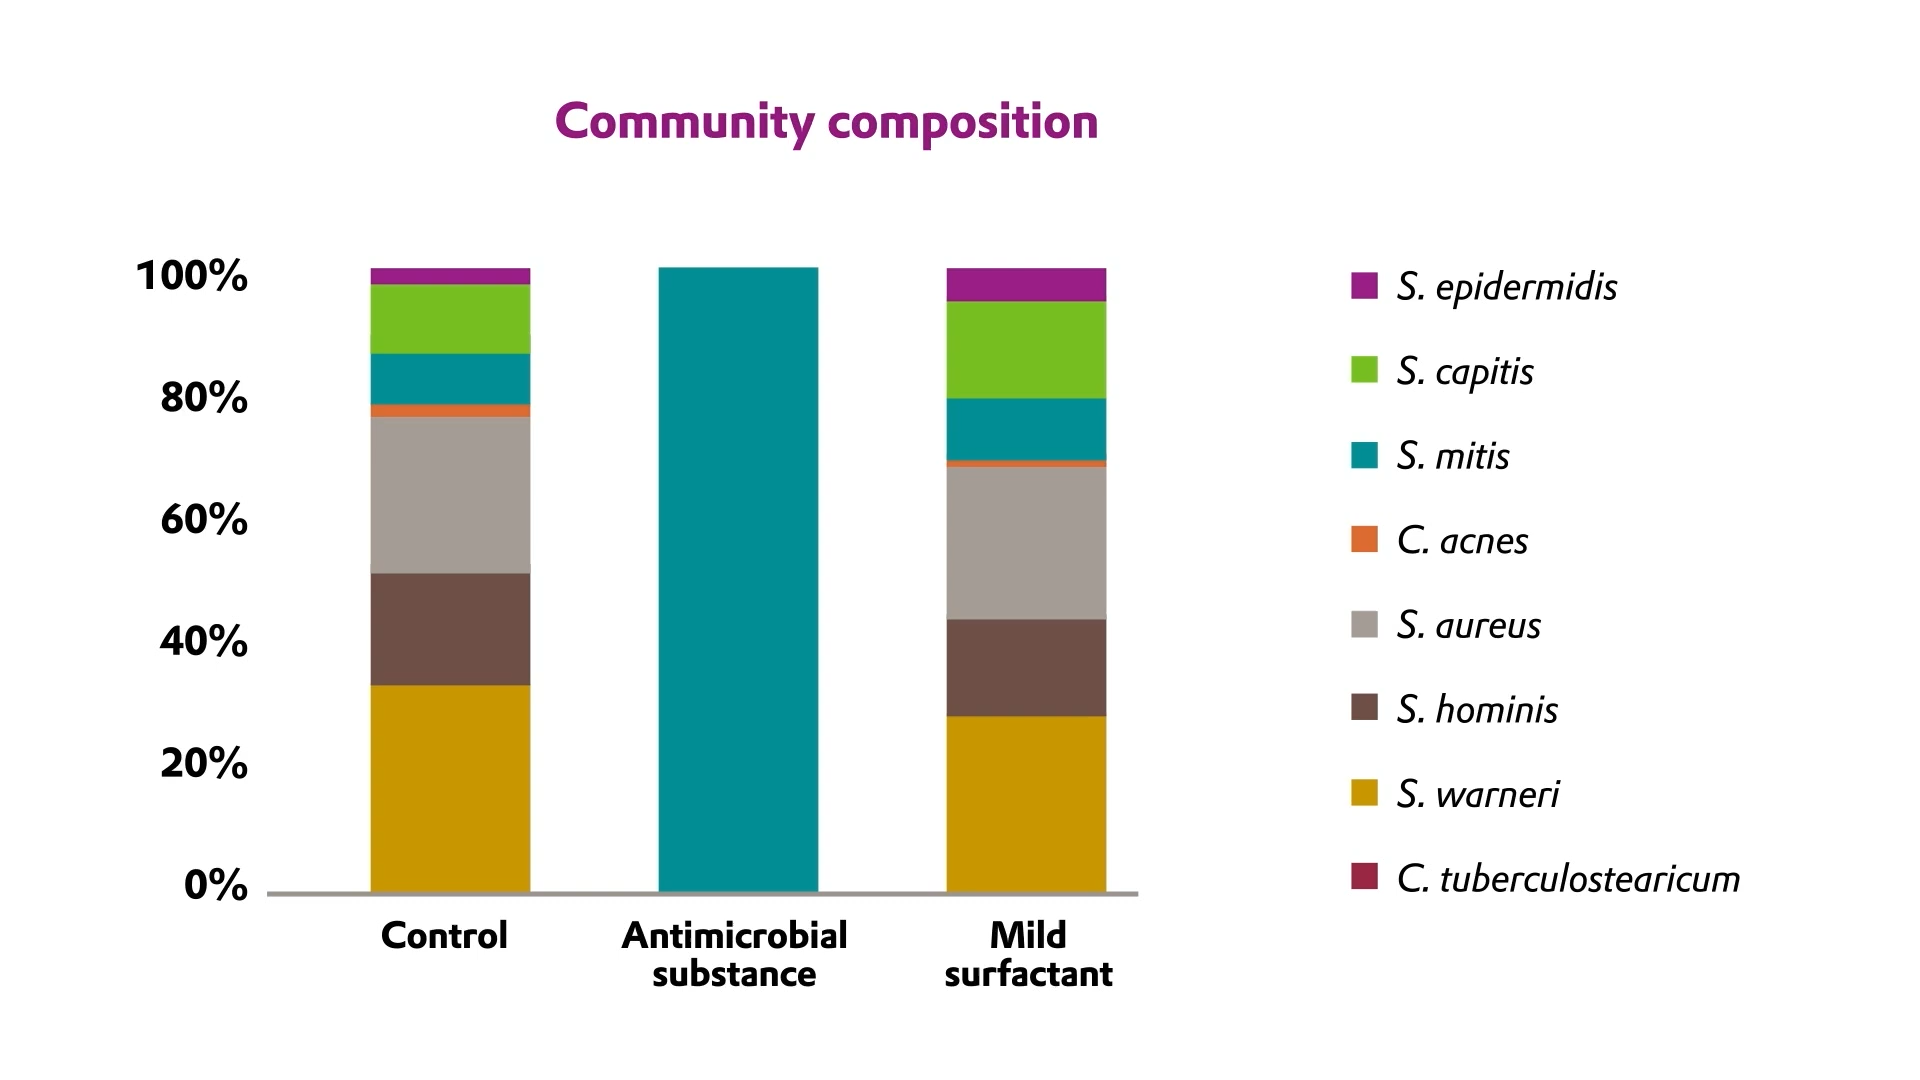 Community composition
100%
80%
60%
40%
20%
0%
Control
Antimicrobial
substance
Mild
surfactant
S. epidermidis
S. capitis
S. mitis
C. acnes
S. aureus
S. hominis
S. warneri
C. tuberculostearicum